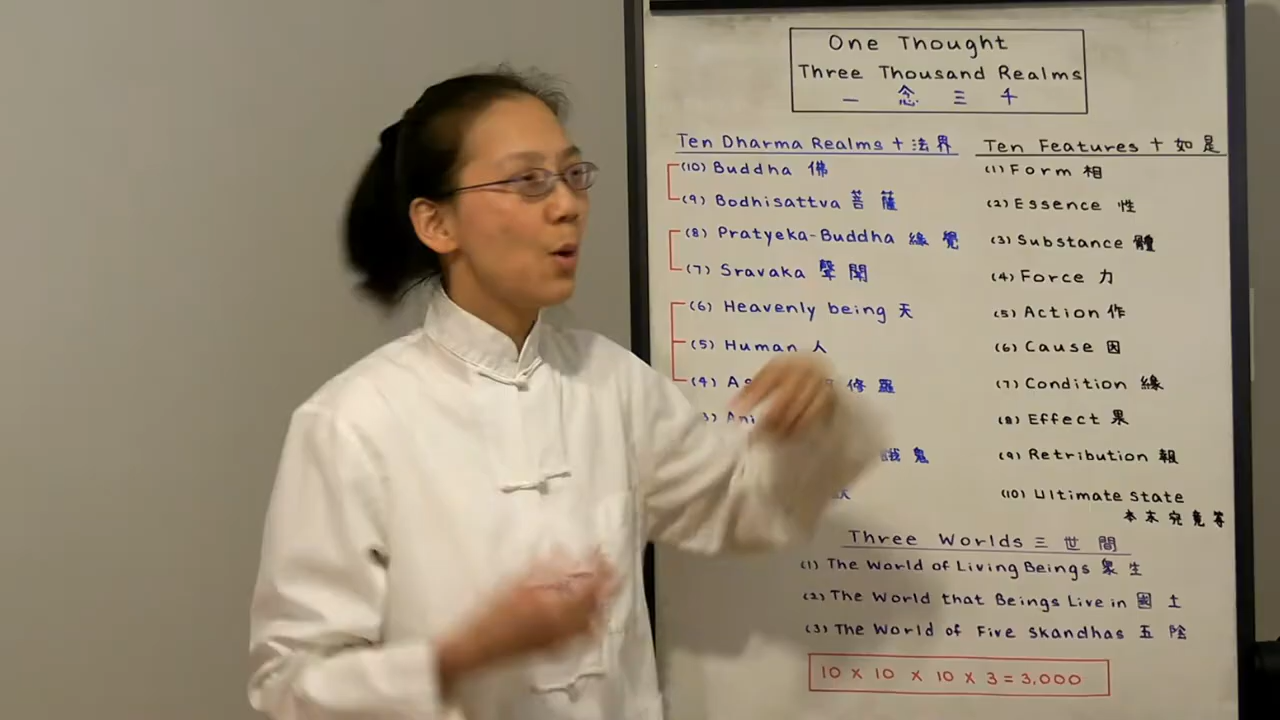 One Thought
Three Thousand Realms
一 念 三 千
Ten Dharma Realms 十法界
(10) Buddha 佛
(9) Bodhisattva 菩薩
(8) Pratyeka-Buddha 緣覺
(7) Sravaka 聲聞
(6) Heavenly being 天
(5) Human 人
(4) 修羅
鬼
Ten Features 十如是
(1) Form 相
(2) Essence 性
(3) Substance 體
(4) Force 力
(5) Action 作
(6) Cause 因
(7) Condition 緣
(8) Effect 果
(9) Retribution 報
(10) Ultimate State
本末究竟等
Three Worlds 三世間
(1) The World of Living Beings 衆生
(2) The World that Beings Live in 國土
(3) The World of Five Skandhas 五陰
10 x 10 x 10 x 3 = 3,000